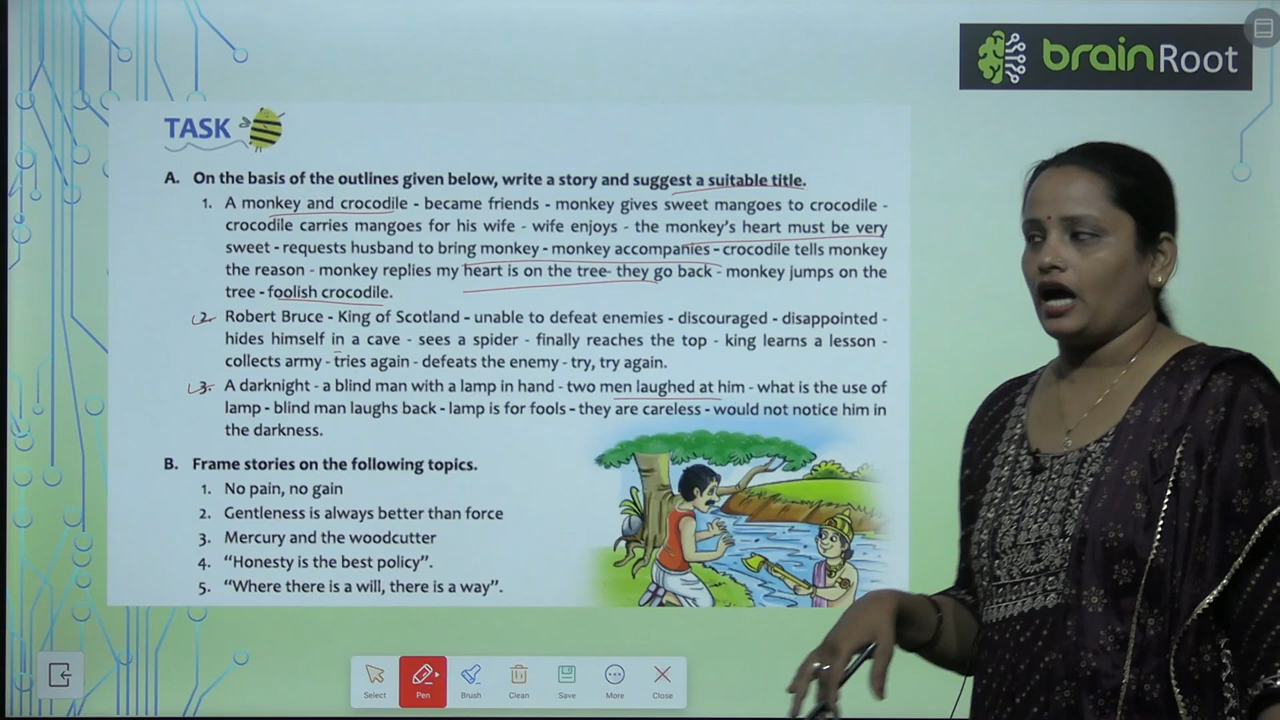 brainRoot
TASK
A. On the basis of the outlines given below, write a story and suggest a suitable title.
1. A monkey and crocodile - became friends - monkey gives sweet mangoes to crocodile -
crocodile carries mangoes for his wife - wife enjoys - the monkey's heart must be very
sweet - requests husband to bring monkey - monkey accompanies - crocodile tells monkey
the reason - monkey replies my heart is on the tree- they go back - monkey jumps on the
tree - foolish crocodile.
2. Robert Bruce - King of Scotland - unable to defeat enemies - discouraged - disappointed -
hides himself in a cave - sees a spider - finally reaches the top - king learns a lesson -
collects army - tries again - defeats the enemy - try, try again.
3. A darknight - a blind man with a lamp in hand - two men laughed at him - what is the use of
lamp - blind man laughs back - lamp is for fools - they are careless - would not notice him in
the darkness.
B. Frame stories on the following topics.
1. No pain, no gain
2. Gentleness is always better than force
3. Mercury and the woodcutter
4. "Honesty is the best policy".
5. "Where there is a will, there is a way".
Select Pen Brush Clean Save More Close